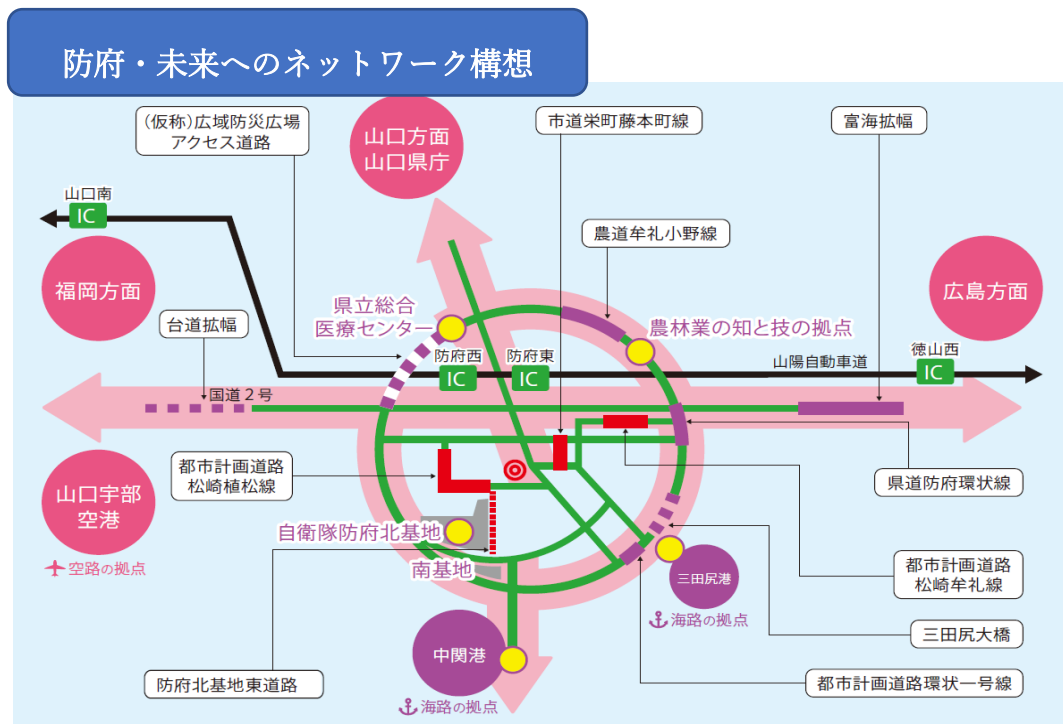 防府・未来へのネットワーク構想
(仮称)広域防災広場
アクセス道路
山口方面
山口県庁
市道栄町藤本町線
富海拡幅
山口南
IC
農道牟礼小野線
福岡方面
広島方面
県立総合
医療センター
農林業の知と技の拠点
台道拡幅
防府西
IC
防府東
IC
山陽自動車道
徳山西
IC
国道2号
都市計画道路
松崎植松線
県道防府環状線
山口宇部
空港
空路の拠点
自衛隊防府北基地
南基地
三田尻港
海路の拠点
都市計画道路
松崎牟礼線
三田尻大橋
中関港
海路の拠点
防府北基地東道路
都市計画道路環状一号線